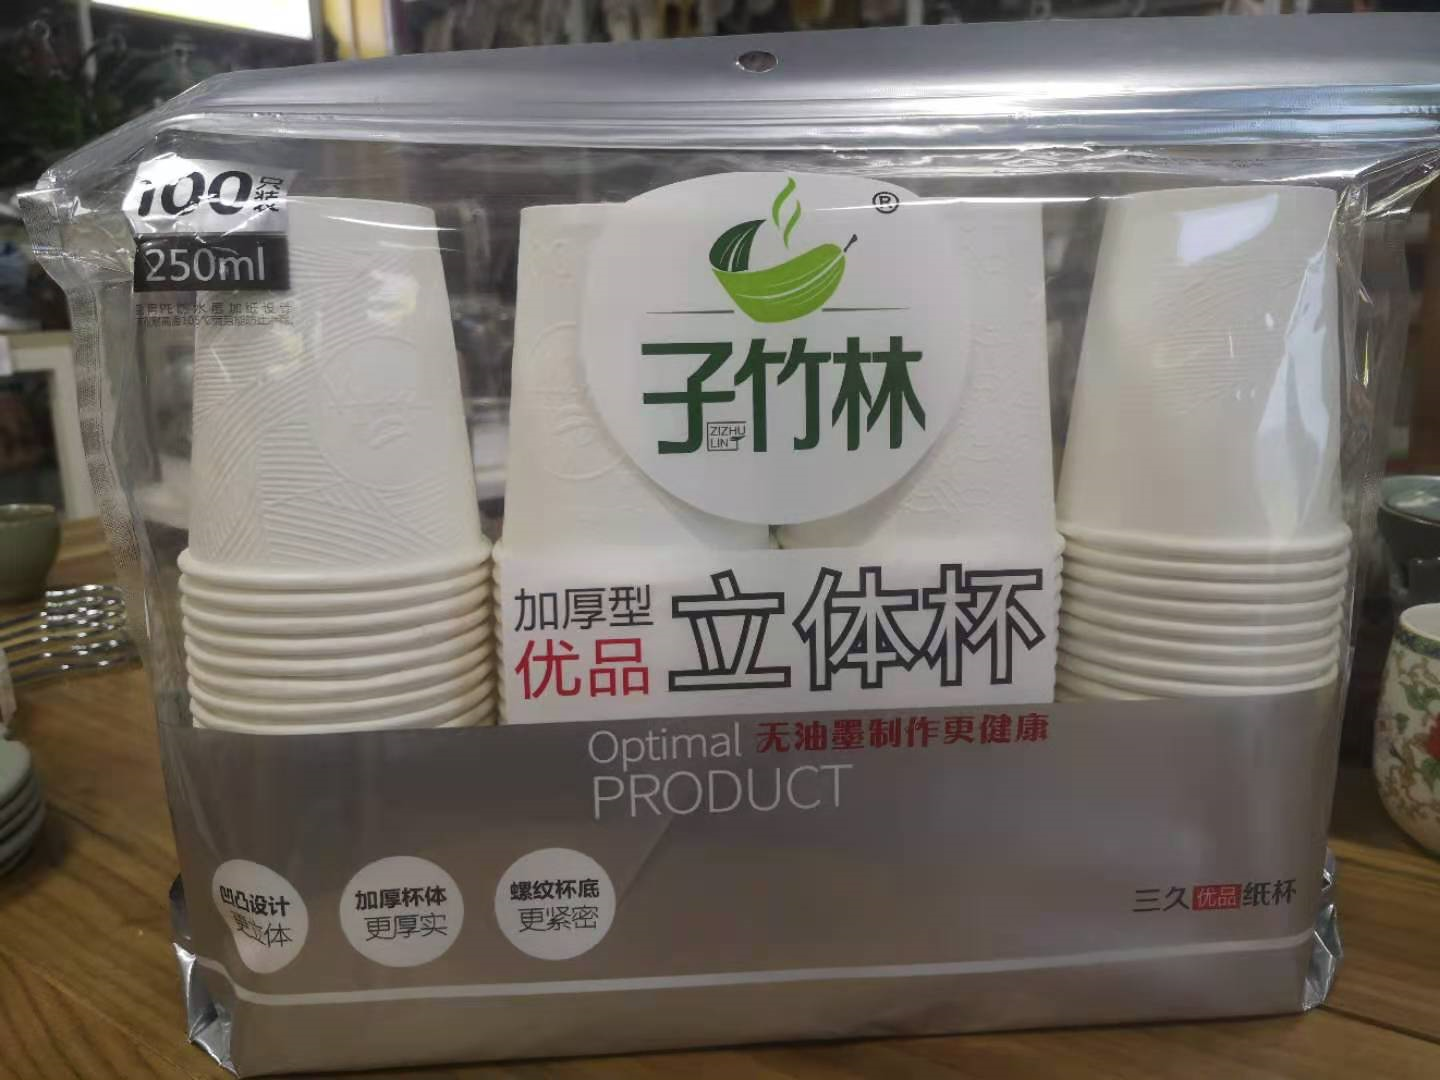 100只装
250ml
®
子竹林
ZIZHU
LIN
加厚型
优品
立体杯
Optimal
无油墨制作更健康
PRODUCT
凹凸设计
更立体
加厚杯体
更厚实
螺纹杯底
更紧密
三久优品纸杯